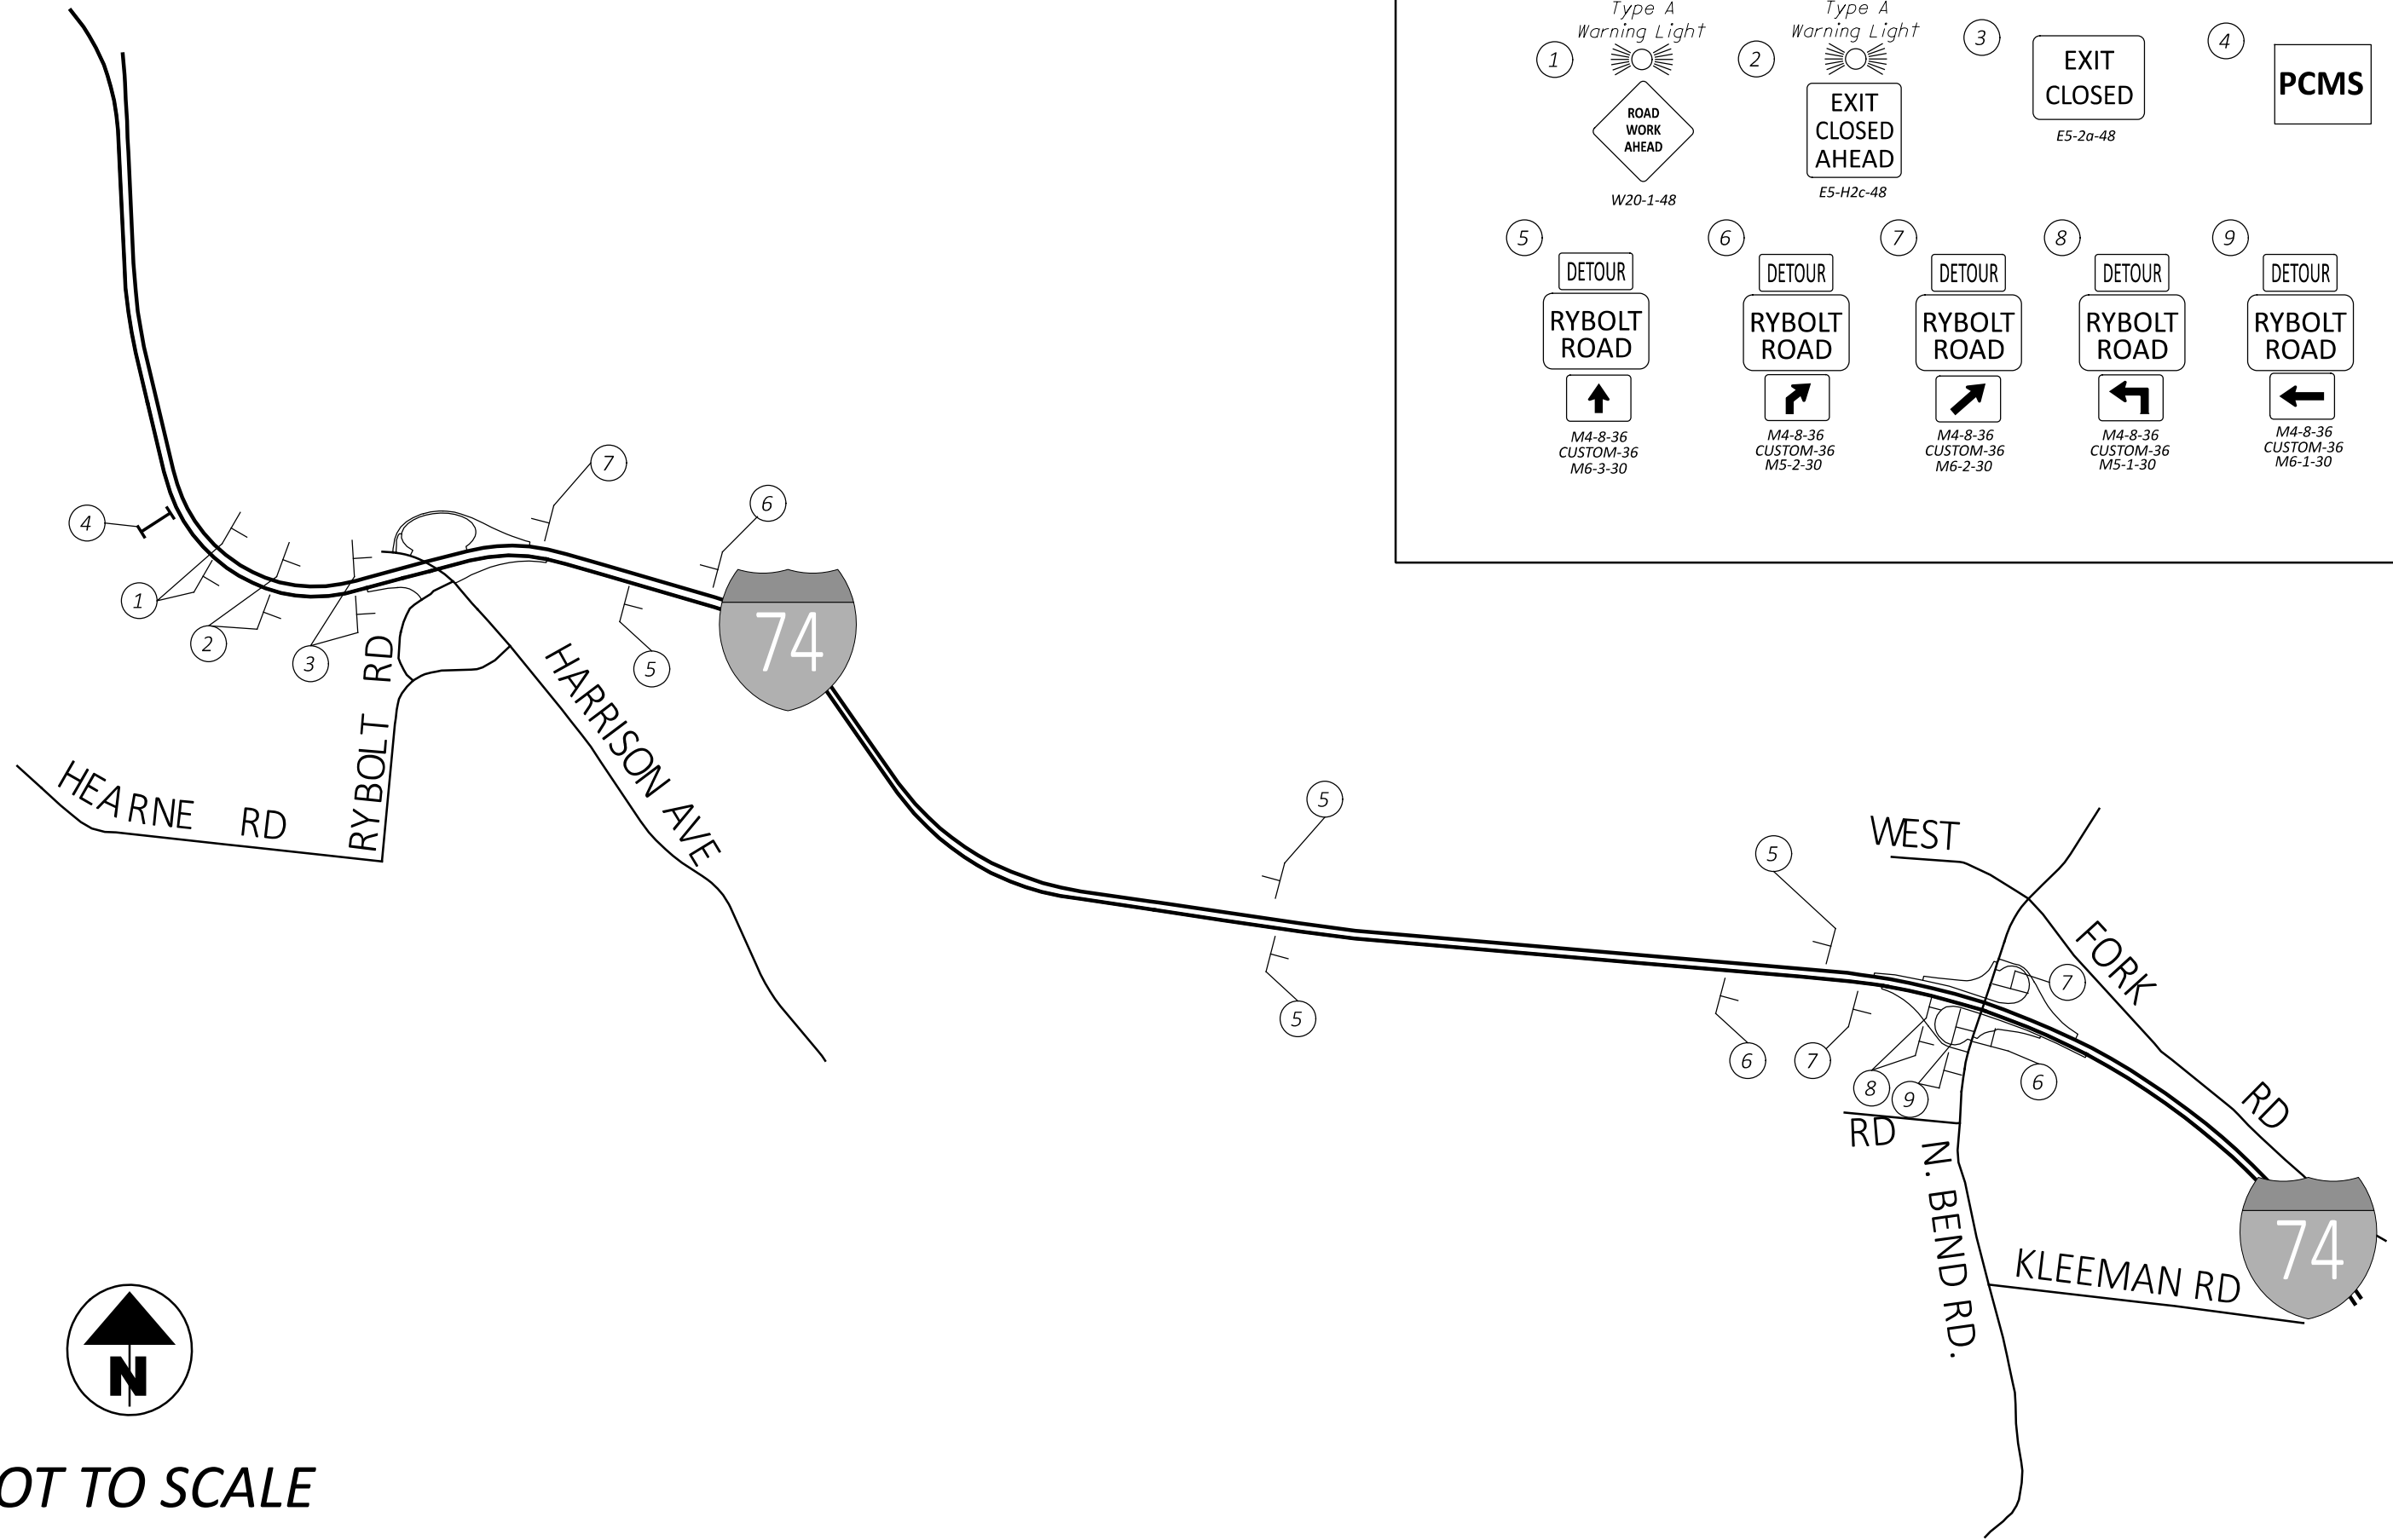 Type A
Warning Light
1
ROAD
WORK
AHEAD
W20-1-48
Type A
Warning Light
2
EXIT
CLOSED
AHEAD
E5-H2c-48
3
EXIT
CLOSED
E5-2a-48
4
PCMS
5
DETOUR
RYBOLT
ROAD
M4-8-36
CUSTOM-36
M6-3-30
6
DETOUR
RYBOLT
ROAD
M4-8-36
CUSTOM-36
M5-2-30
7
DETOUR
RYBOLT
ROAD
M4-8-36
CUSTOM-36
M6-2-30
8
DETOUR
RYBOLT
ROAD
M4-8-36
CUSTOM-36
M5-1-30
9
DETOUR
RYBOLT
ROAD
M4-8-36
CUSTOM-36
M6-1-30
7
6
4
1
2
3
5
74
RYBOLT RD
HARRISON AVE
HEARNE RD
5
5
5
WEST FORK RD
7
6
7
8
9
6
RD
N. BEND RD.
KLEEMAN RD
74
N
OT TO SCALE